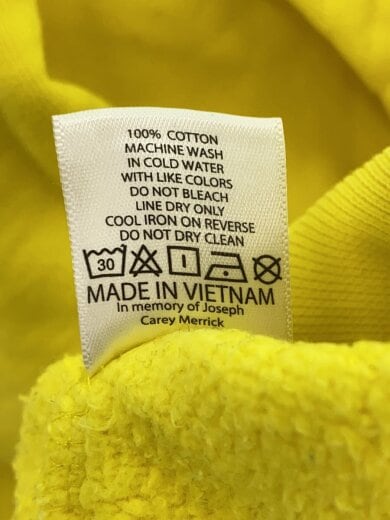 100% COTTON
MACHINE WASH
IN COLD WATER
WITH LIKE COLORS
DO NOT BLEACH
LINE DRY ONLY
COOL IRON ON REVERSE
DO NOT DRY CLEAN
30
MADE IN VIETNAM
In memory of Joseph
Carey Merrick